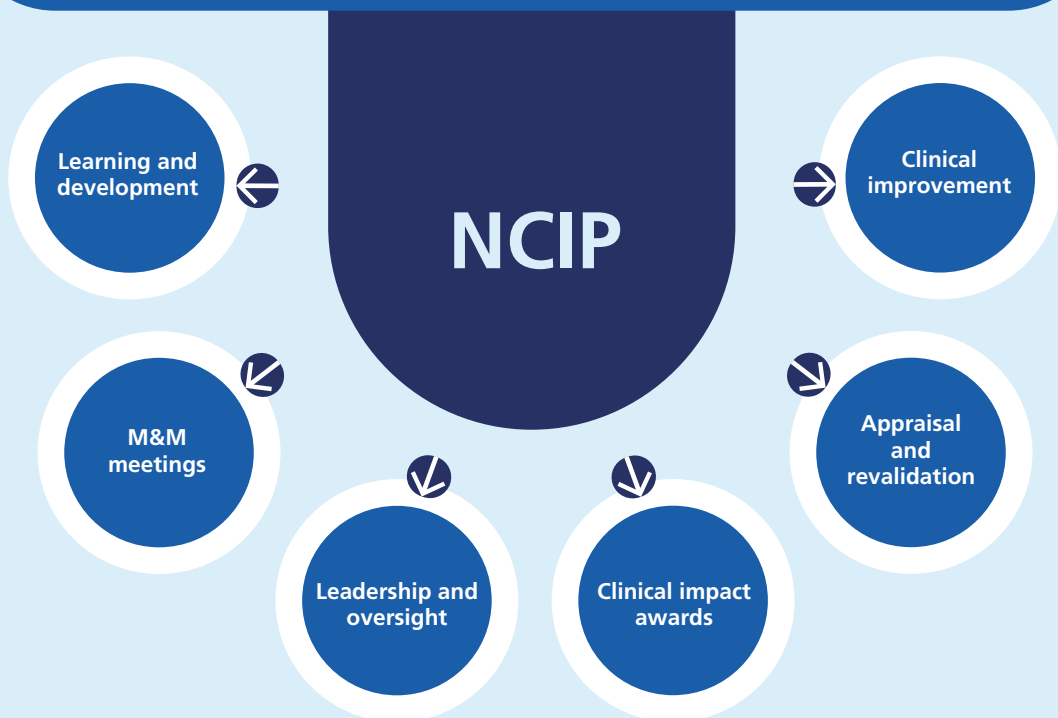 Learning and
development
Clinical
improvement
NCIP
M&M
meetings
Appraisal
and
revalidation
Leadership and
oversight
Clinical impact
awards